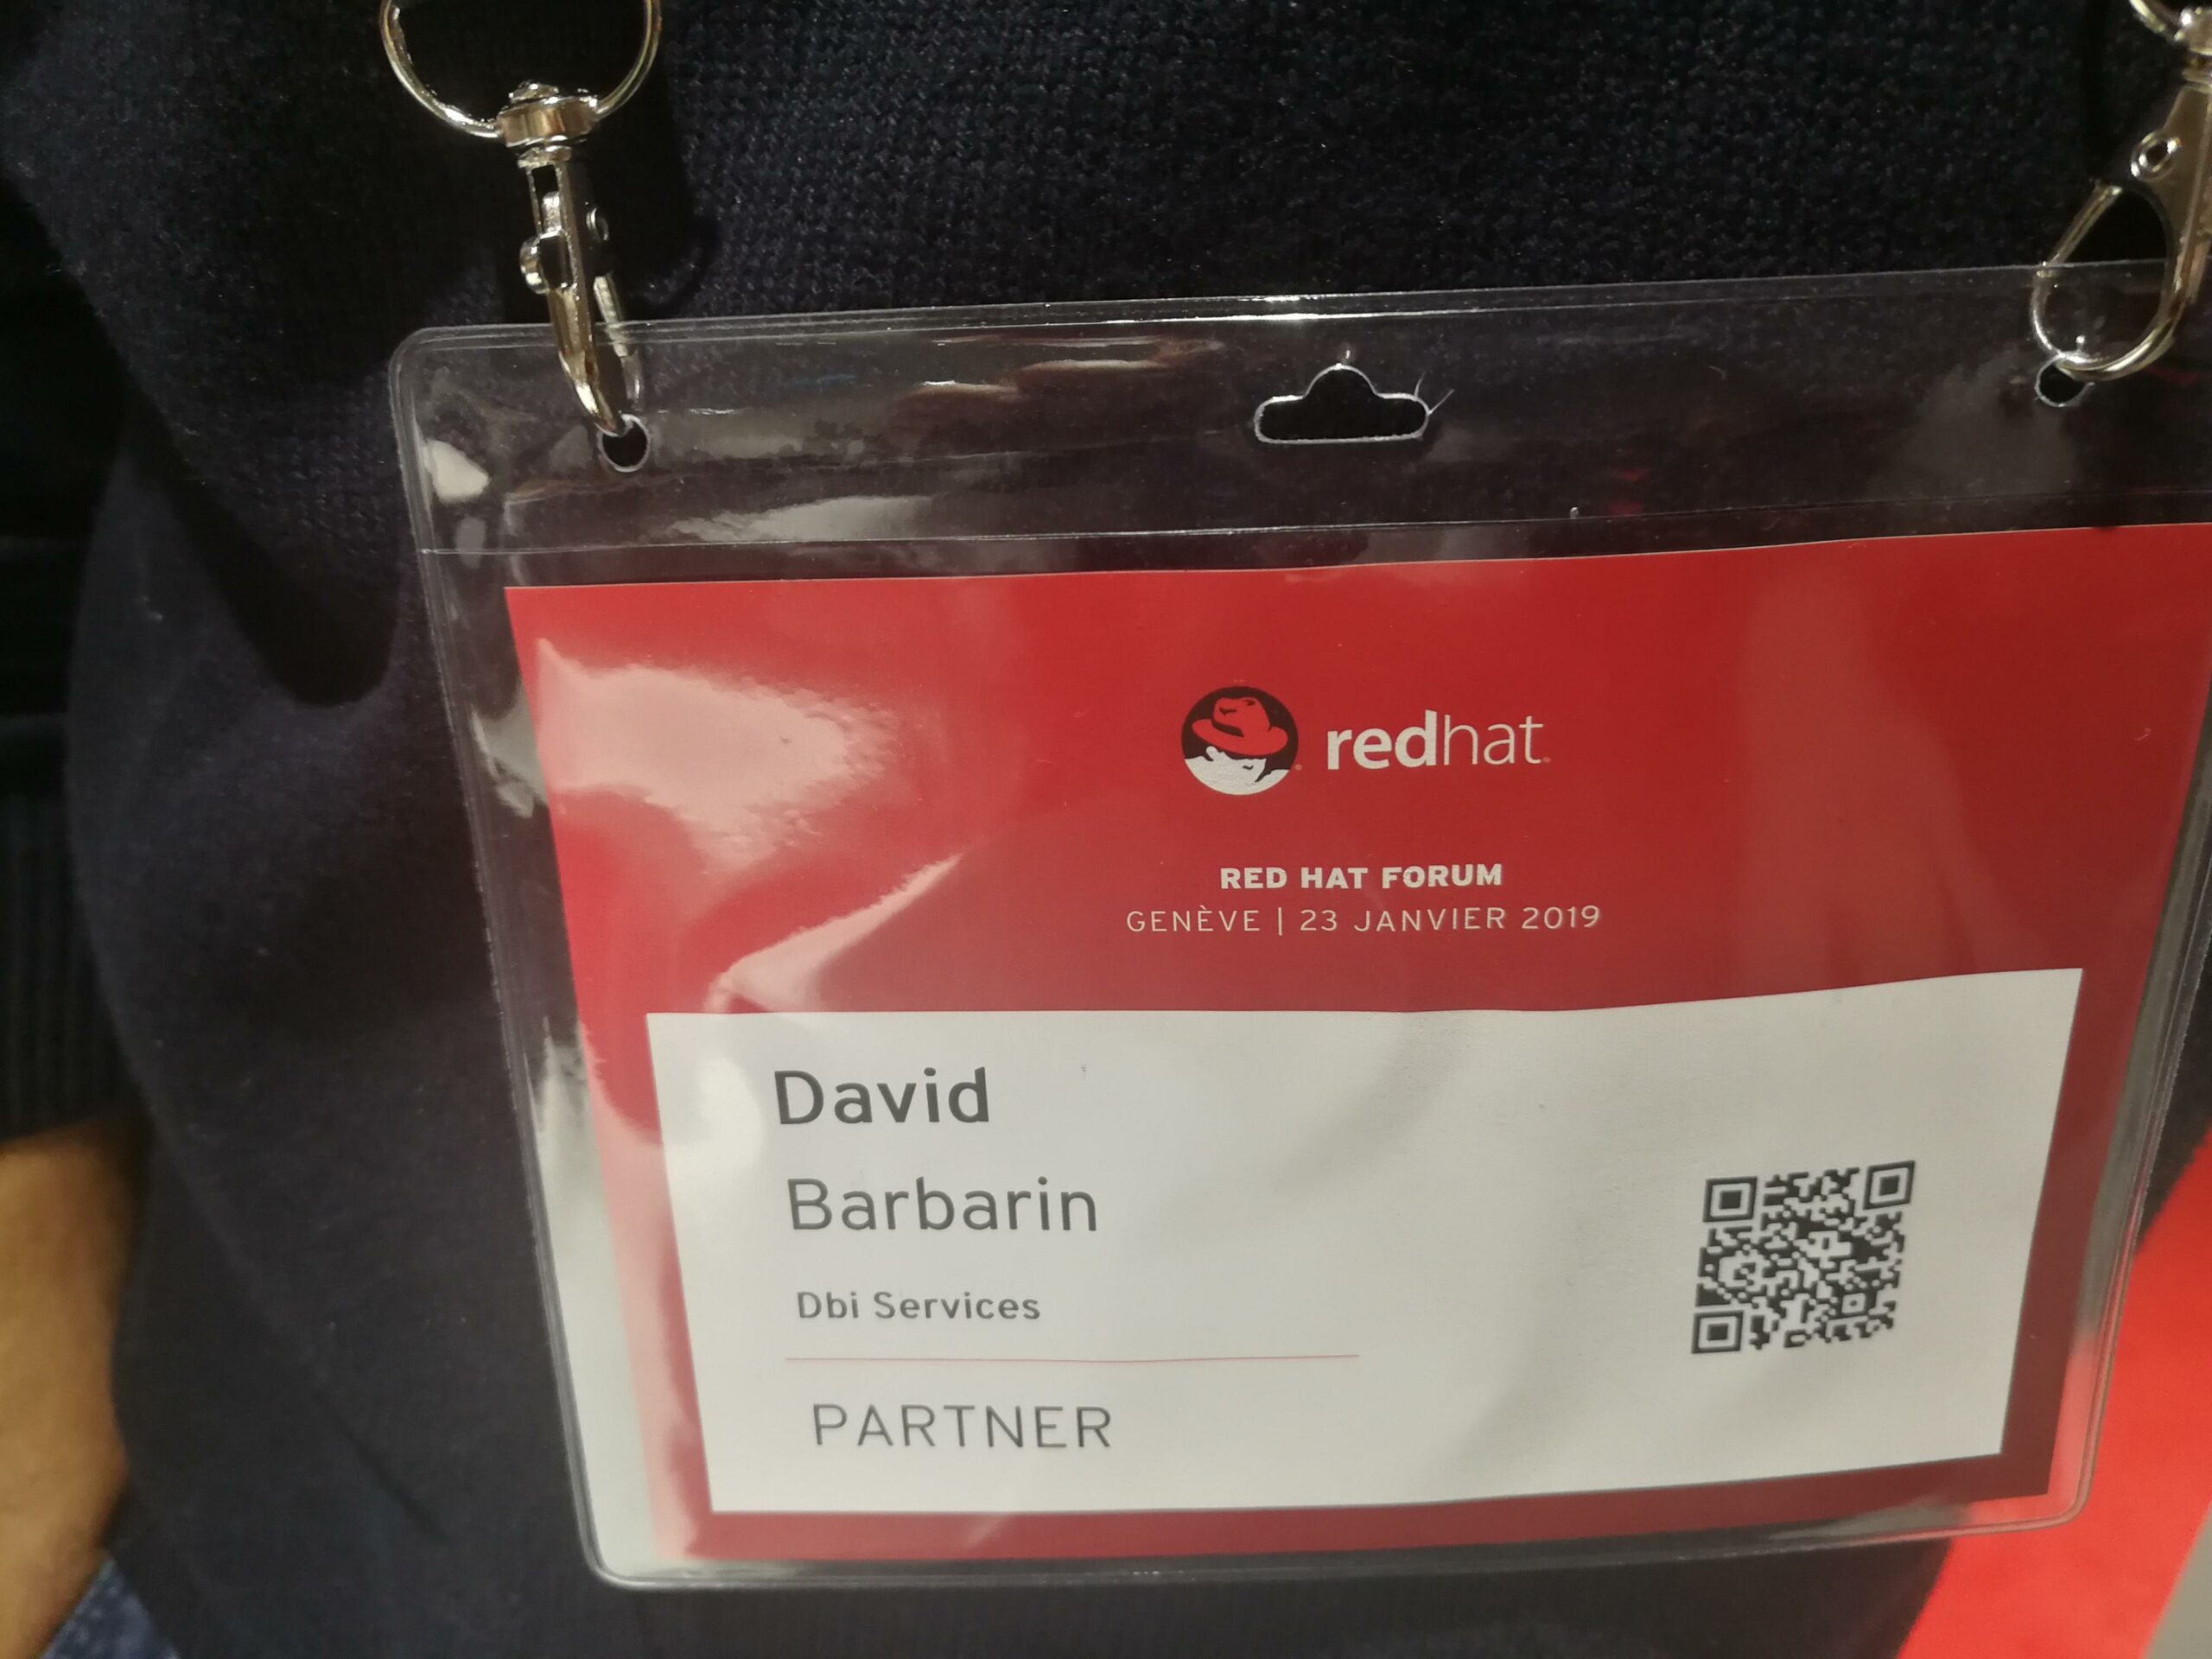 redhat.
RED HAT FORUM
GENÈVE | 23 JANVIER 2019
David
Barbarin
Dbi Services
PARTNER